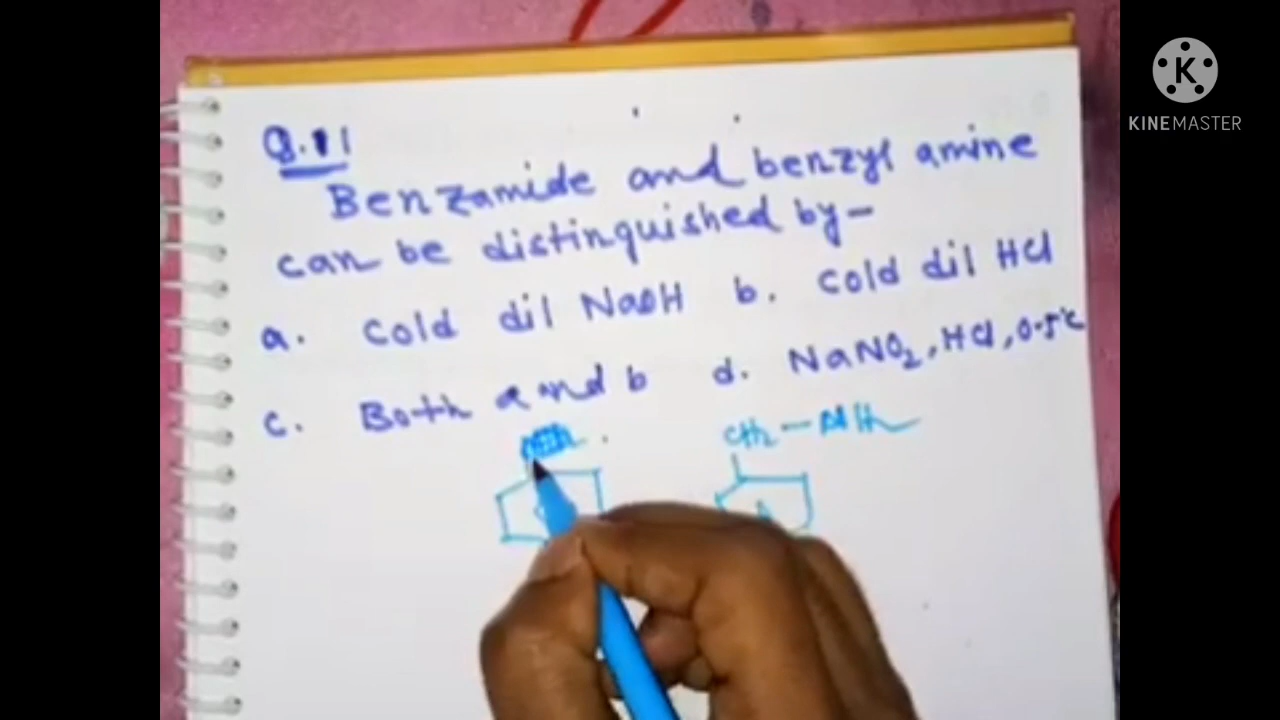 Q.11
Benzamide and benzyl amine
can be distinguished by-
a. cold dil NaOH b. cold dil HCl
c. Both a and b d. NaNO2, HCl, 0-5°C
CH2-NH2
K
KINEMASTER